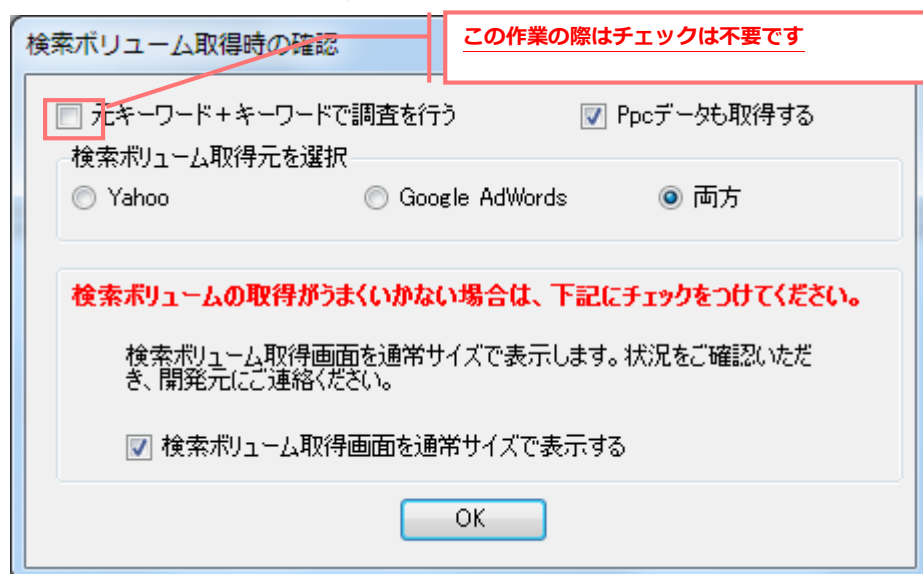 検索ボリューム取得時の確認
この作業の際はチェックは不要です
元キーワード+キーワードで調査を行う
Ppcデータも取得する
検索ボリューム取得元を選択
Yahoo
Google AdWords
両方
検索ボリュームの取得がうまくいかない場合は、下記にチェックをつけてください。
検索ボリューム取得画面を通常サイズで表示します。状況をご確認いただ
き、開発元にご連絡ください。
検索ボリューム取得画面を通常サイズで表示する
OK